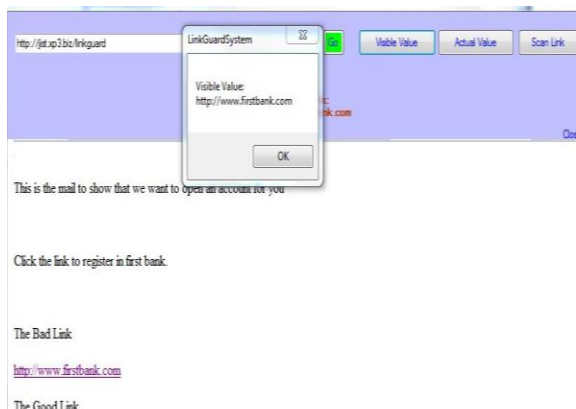 http://jist.xp3.biz/linkguard
LinkGuardSystem
Go
Visible Value
Actual Value
Scan Link
Visible Value:
http://www.firstbank.com
nk.com
OK
This is the mail to show that we want to open an account for you
Click the link to register in first bank.
The Bad Link
http://www.firstbank.com
The Good Link